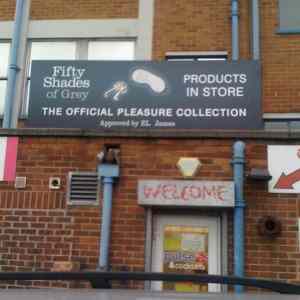 Fifty Shades of Grey
PRODUCTS
IN STORE
THE OFFICIAL PLEASURE COLLECTION
Approved by EL James
WELCOME